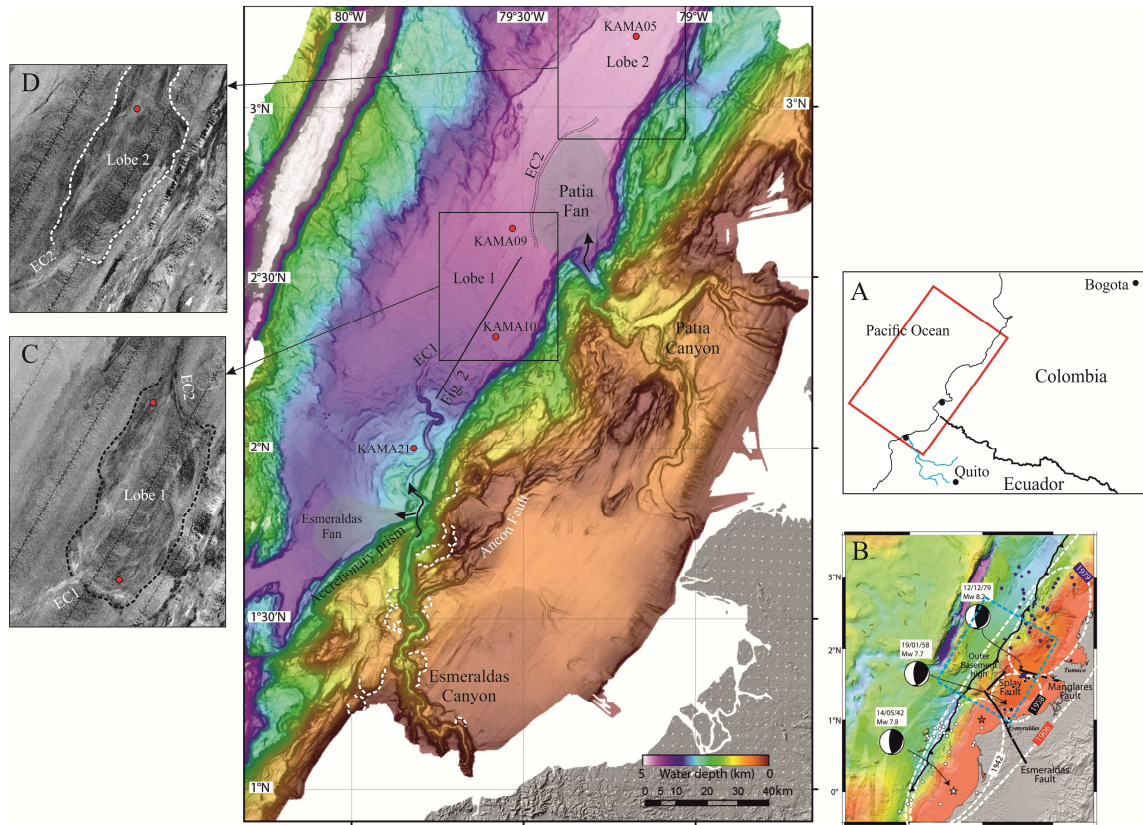 D
Lobe 2
EC2
C
EC2
Lobe 1
EC1
80°W
79°30'W
79°W
KAMA05
Lobe 2
3°N
3°N
EC2
Patia
Fan
KAMA09
2°30'N
Lobe 1
KAMA10
Patia
Canyon
EC1
Fig. 2
2°N
KAMA21
Esmeraldas
Fan
Accretionary prism
Ancon Fault
1°30'N
Esmeraldas
Canyon
5
Water depth (km)
0
1°N
0
10
20
30
40km
A
Bogota
Pacific Ocean
Colombia
Quito
Ecuador
B
3°N
1979
12/12/79
Mw 8.2
2°N
19/01/58
Mw 7.7
Outer
Basement
high
Tumaco
Splay
Fault
Manglares
Fault
1958
14/05/42
Mw 7.8
1°N
Esmeraldas
1906
1942
Esmeraldas
Fault
0°